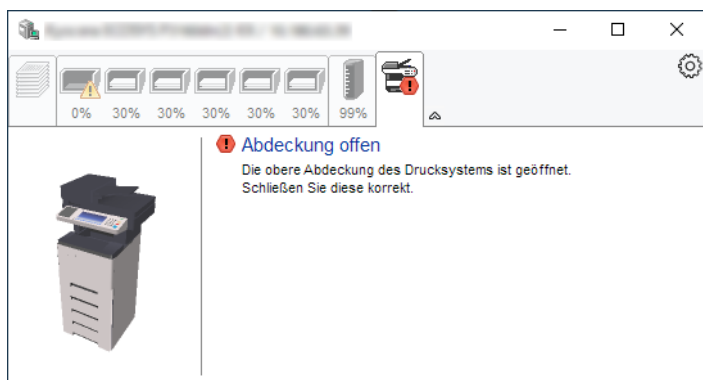 0% 30% 30% 30% 30% 30% 99%
Abdeckung offen
Die obere Abdeckung des Drucksystems ist geöffnet.
Schließen Sie diese korrekt.